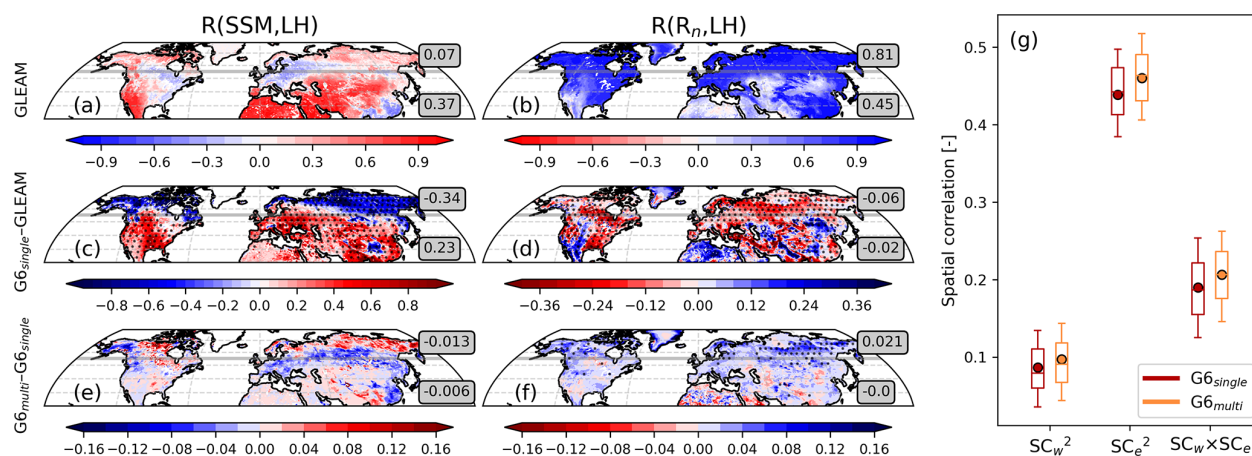 R(SSM,LH) R(Rₙ,LH)
GLEAM
(a) 0.07 0.37
(b) 0.81 0.45
−0.9 −0.6 −0.3 0.0 0.3 0.6 0.9
−0.9 −0.6 −0.3 0.0 0.3 0.6 0.9
G6single−GLEAM
(c) -0.34 0.23
(d) -0.06 -0.02
−0.8 −0.6 −0.4 −0.2 0.0 0.2 0.4 0.6 0.8
−0.36 −0.24 −0.12 0.00 0.12 0.24 0.36
G6multi−G6single
(e) -0.013 -0.006
(f) 0.021 -0.0
−0.16 −0.12 −0.08 −0.04 0.00 0.04 0.08 0.12 0.16
−0.16 −0.12 −0.08 −0.04 0.00 0.04 0.08 0.12 0.16
(g)
Spatial correlation [-]
0.5
0.4
0.3
0.2
0.1
G6single
G6multi
SCw² SCe² SCw×SCe